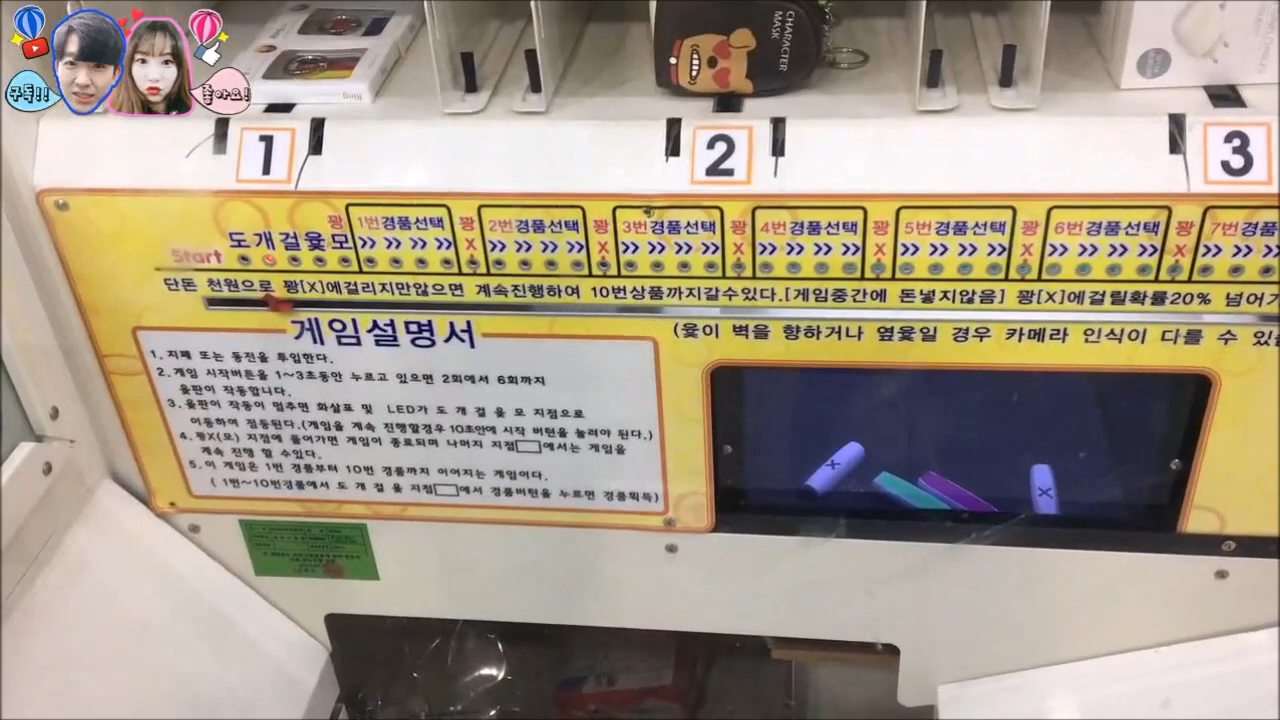 구독!!
좋아요!
Ring
CHARACTER
MASK
1
2
3
꽝 1번경품선택 꽝 2번경품선택 꽝 3번경품선택 꽝 4번경품선택 꽝 5번경품선택 꽝 6번경품선택 꽝 7번경품
Start 도개걸윷모 >> >> >> >> X >> >> >> >> X >> >> >> >> X >> >> >> >> X >> >> >> >> X >> >> >> >> X >> >> >>
단돈 천원으로 꽝[X]에걸리지만않으면 계속진행하여 10번상품까지갈수있다.[게임중간에 돈넣지않음] 꽝[X]에걸릴확률20% 넘어가
게임설명서
(윷이 벽을 향하거나 옆윷일 경우 카메라 인식이 다를 수 있
1. 지폐 또는 동전을 투입한다.
2. 게임 시작버튼을 1~3초동안 누르고 있으면 2회에서 6회까지
윷판이 작동합니다.
3. 윷판이 작동이 멈추면 화살표 및 LED가 도 개 걸 윷 모 지점으로
이동하여 점등된다.(게임을 계속 진행할경우 10초안에 시작 버턴을 눌러야 된다.)
4. 꽝X(모) 지점에 들어가면 게임이 종료되며 나머지 지점□에서는 게임을
계속 진행 할 수있다.
5. 이 게임은 1번 경품부터 10번 경품까지 이어지는 게임이다.
( 1번~10번경품에서 도 개 걸 윷 지점□에서 경품버턴을 누르면 경품획득)
X
X